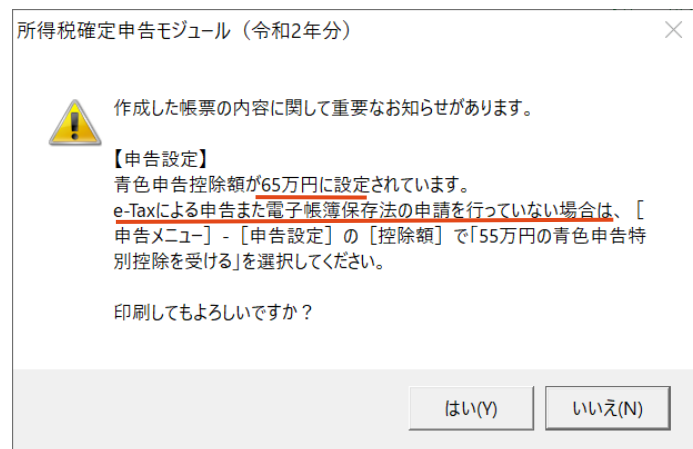 所得税確定申告モジュール（令和2年分）
作成した帳票の内容に関して重要なお知らせがあります。
【申告設定】
青色申告控除額が65万円に設定されています。
e-Taxによる申告また電子帳簿保存法の申請を行っていない場合は、［
申告メニュー］-［申告設定］の［控除額］で「55万円の青色申告特
別控除を受ける」を選択してください。
印刷してもよろしいですか？
はい(Y)
いいえ(N)